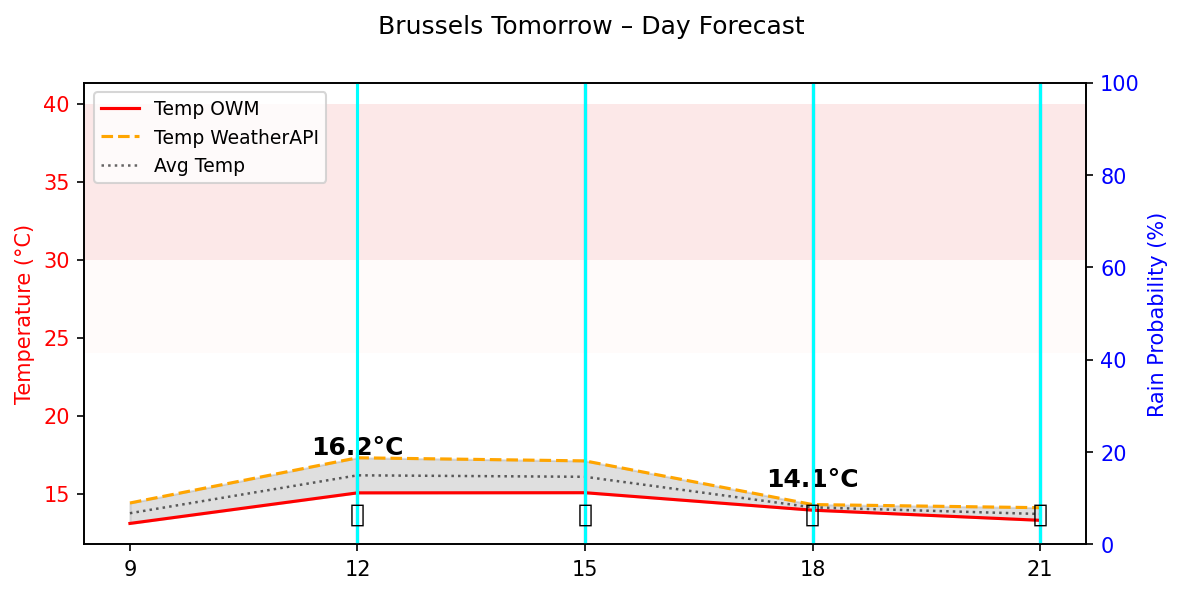 Brussels Tomorrow – Day Forecast
Temp OWM
Temp WeatherAPI
Avg Temp
Temperature (°C)
40
35
30
25
20
15
16.2°C
14.1°C
100
80
60
40
20
0
Rain Probability (%)
9
12
15
18
21